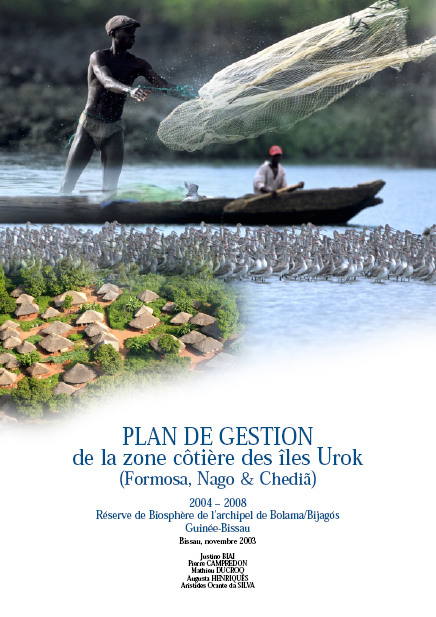 PLAN DE GESTION
de la zone côtière des îles Urok
(Formosa, Nago & Chediã)
2004 – 2008
Réserve de Biosphère de l'archipel de Bolama/Bijagós
Guinée-Bissau
Bissau, novembre 2003
Justino BIAI
Pierre CAMPREDON
Mathieu DUCROQ
Augusta HENRIQUES
Aristides Ocante da SILVA